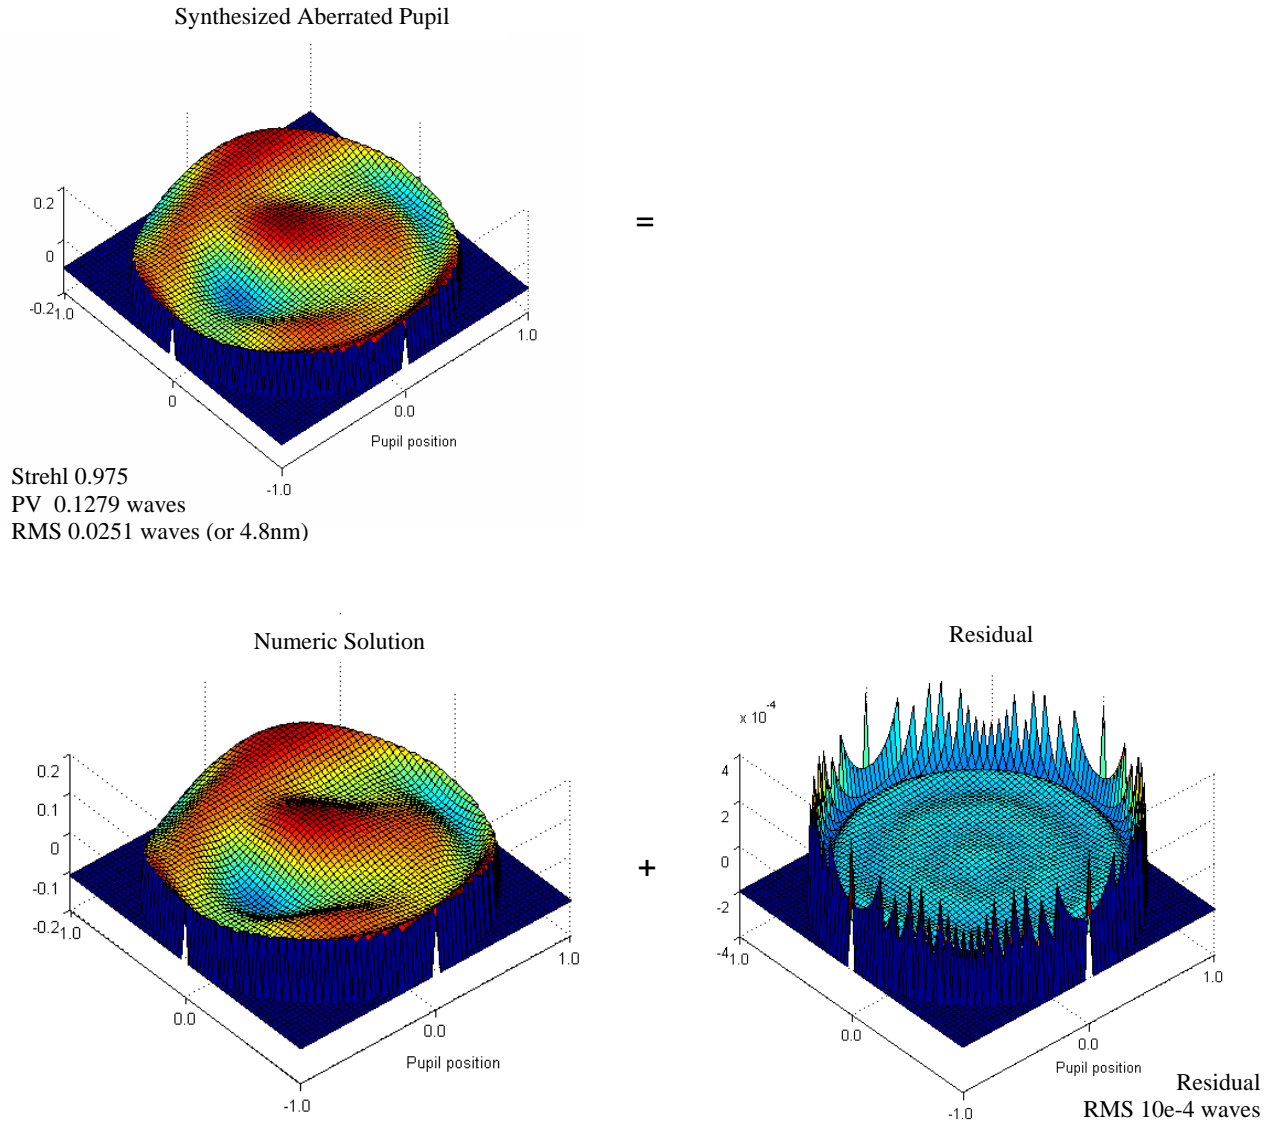 Synthesized Aberrated Pupil
0.2
0
-0.2
1.0
0
-1.0
0.0
1.0
Pupil position
=
Strehl 0.975
PV 0.1279 waves
RMS 0.0251 waves (or 4.8nm)
Numeric Solution
0.2
0.1
0
-0.1
-0.2
1.0
0.0
-1.0
0.0
1.0
Pupil position
+
Residual
x 10⁻⁴
4
2
0
-2
-4
1.0
0.0
-1.0
0.0
1.0
Pupil position
Residual
RMS 10e-4 waves